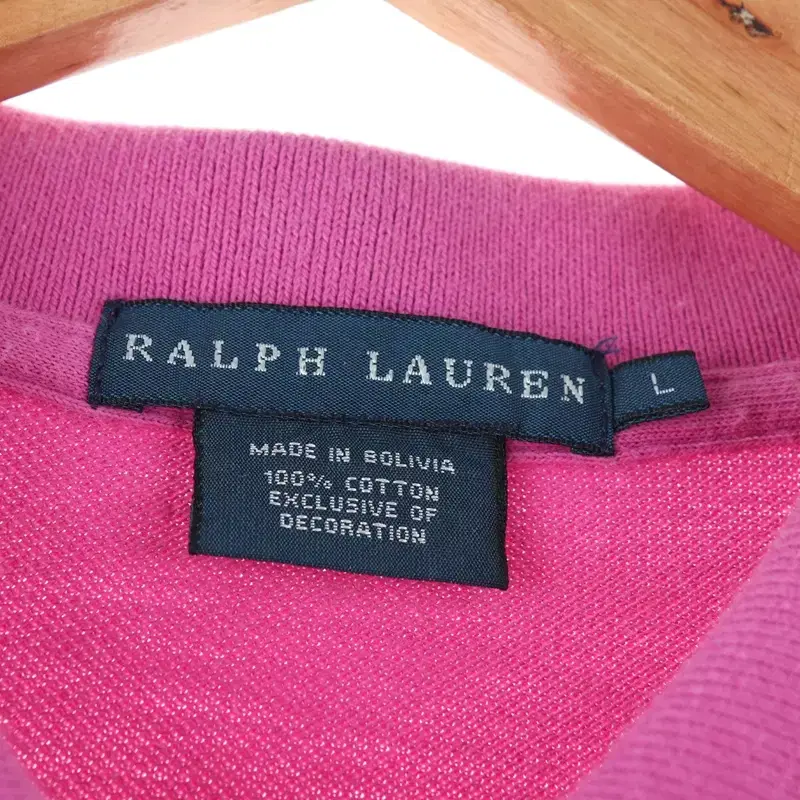 RALPH LAUREN
L
MADE IN BOLIVIA
100% COTTON
EXCLUSIVE OF
DECORATION